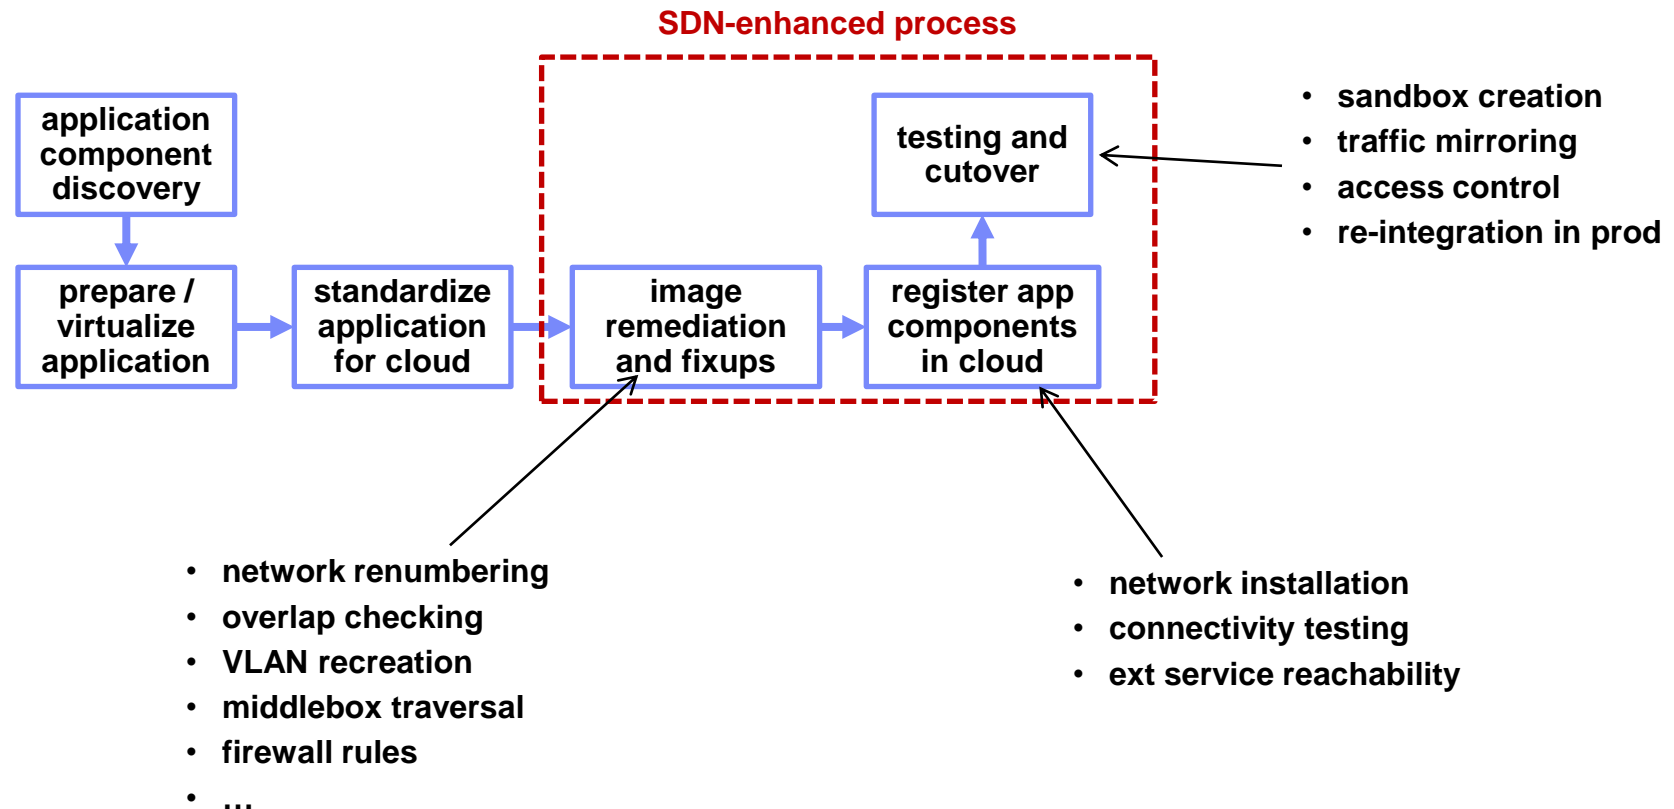 SDN-enhanced process
application
component
discovery
testing and
cutover
• sandbox creation
• traffic mirroring
• access control
• re-integration in prod
prepare /
virtualize
application
standardize
application
for cloud
image
remediation
and fixups
register app
components
in cloud
• network renumbering
• overlap checking
• VLAN recreation
• middlebox traversal
• firewall rules
• ...
• network installation
• connectivity testing
• ext service reachability